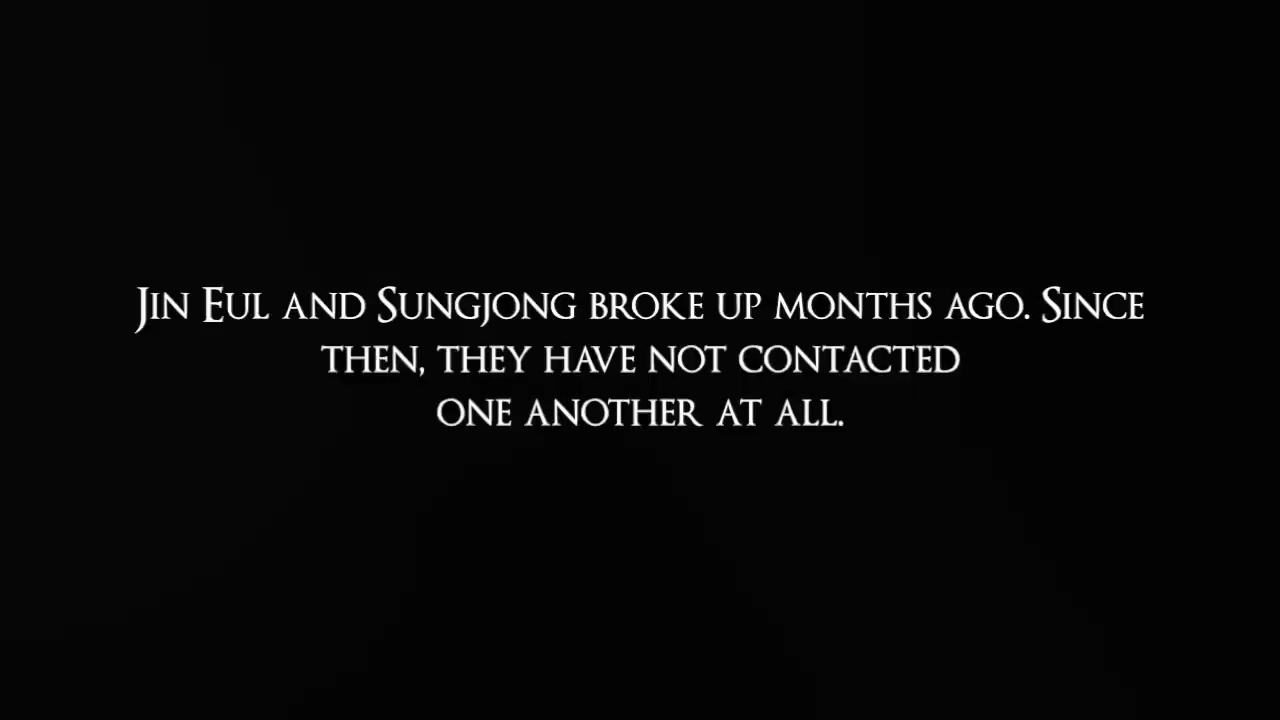 Jin Eul and Sungjong broke up months ago. Since
then, they have not contacted
one another at all.